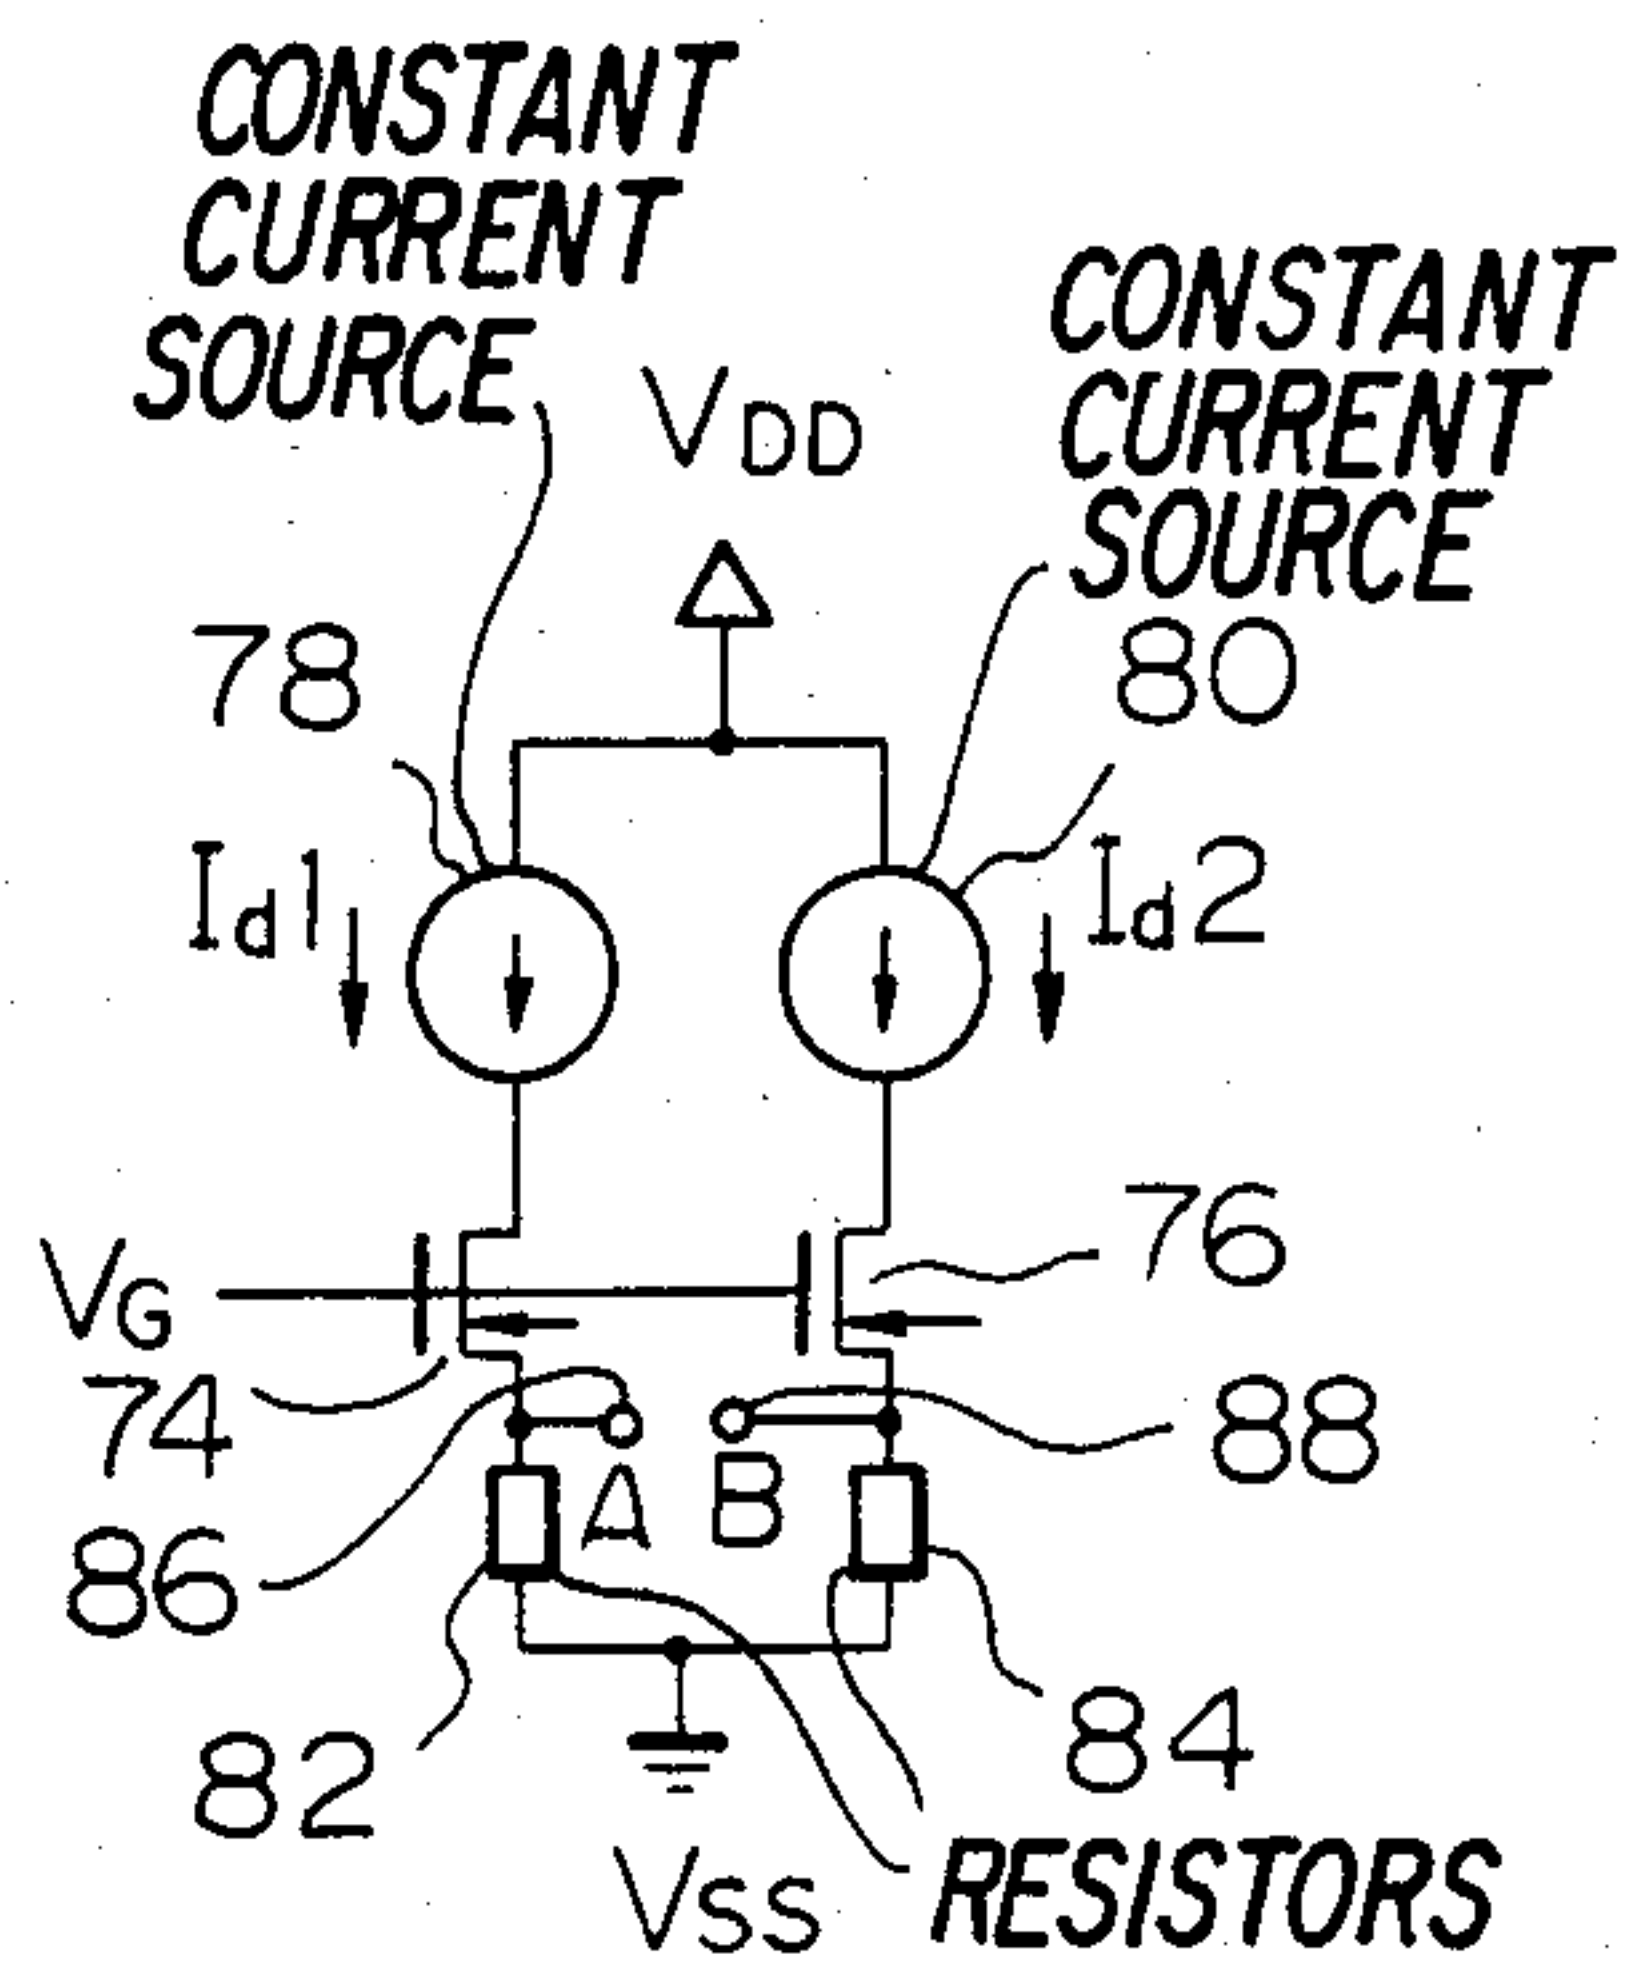 CONSTANT
CURRENT
SOURCE
VDD
CONSTANT
CURRENT
SOURCE
78
80
Id1
Id2
VG
76
74
88
A
B
86
82
84
VSS
RESISTORS